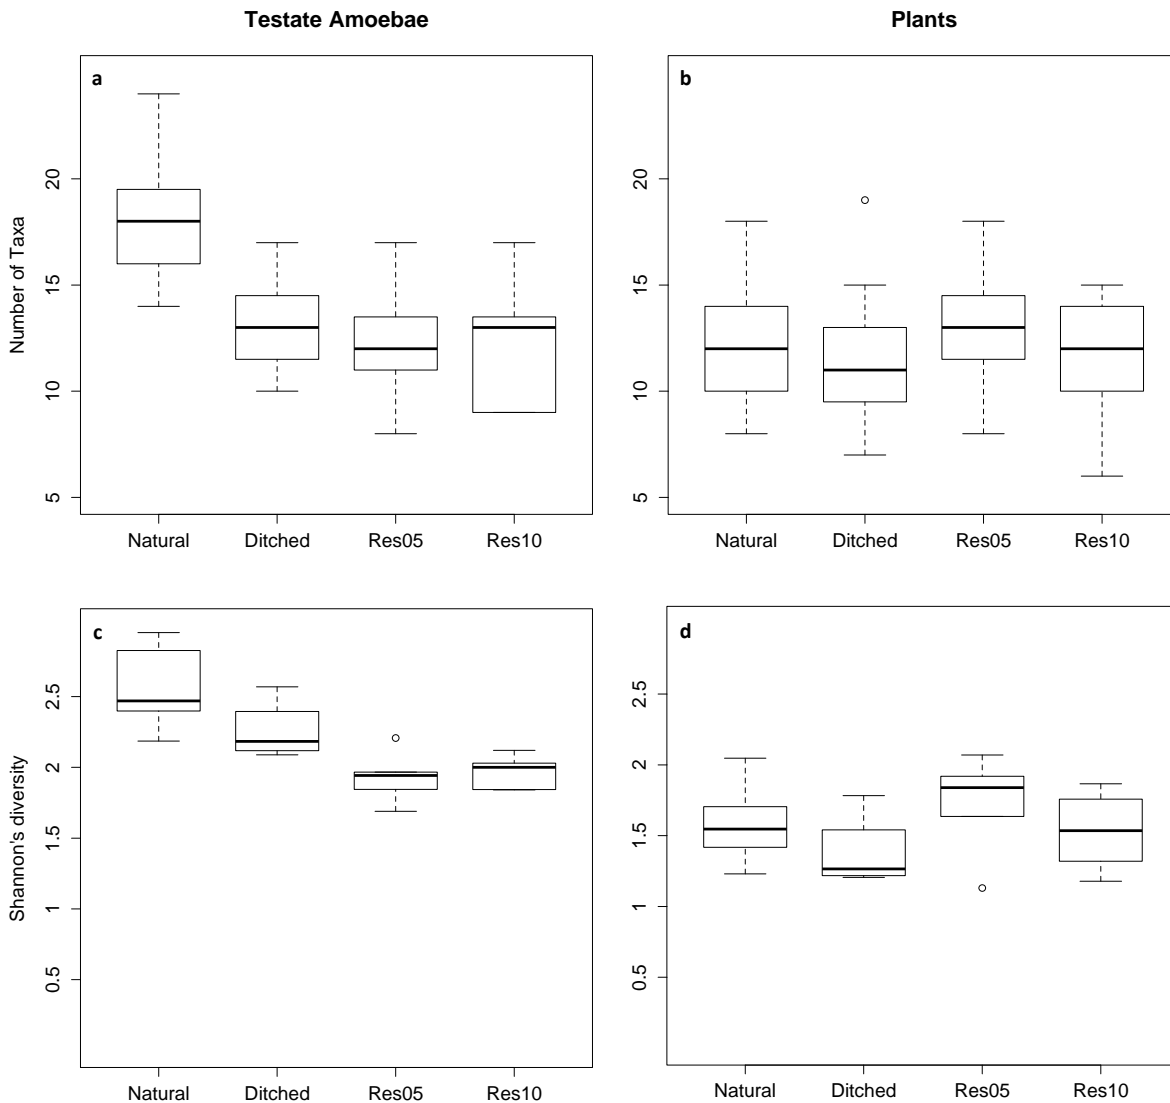 Testate Amoebae
Plants
a
Number of Taxa
20
15
10
5
Natural Ditched Res05 Res10
b
20
15
10
5
Natural Ditched Res05 Res10
c
Shannon's diversity
2.5
2
1.5
1
0.5
Natural Ditched Res05 Res10
d
2.5
2
1.5
1
0.5
Natural Ditched Res05 Res10